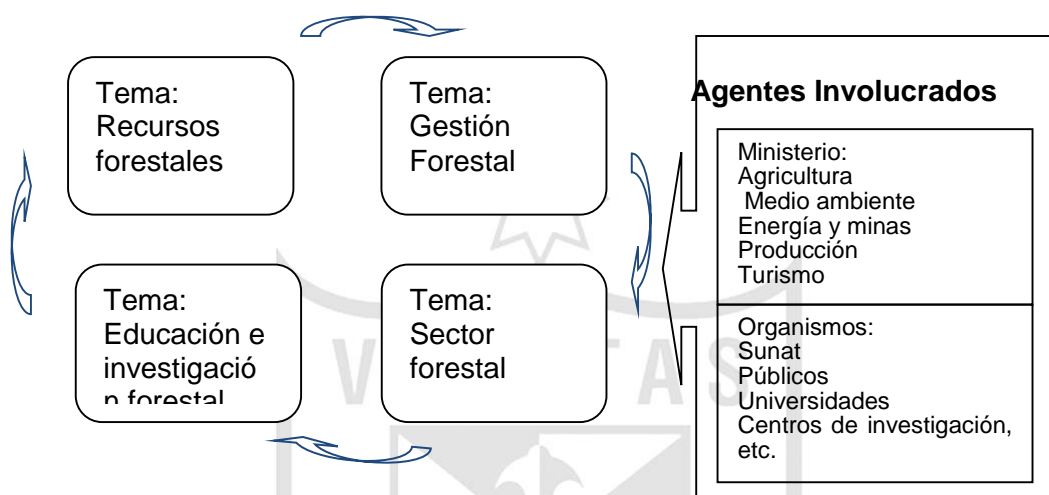 Tema:
Recursos
forestales
Tema:
Gestión
Forestal
Tema:
Educación e
investigació
n forestal
Tema:
Sector
forestal
Agentes Involucrados
Ministerio:
Agricultura
Medio ambiente
Energía y minas
Producción
Turismo
Organismos:
Sunat
Públicos
Universidades
Centros de investigación,
etc.